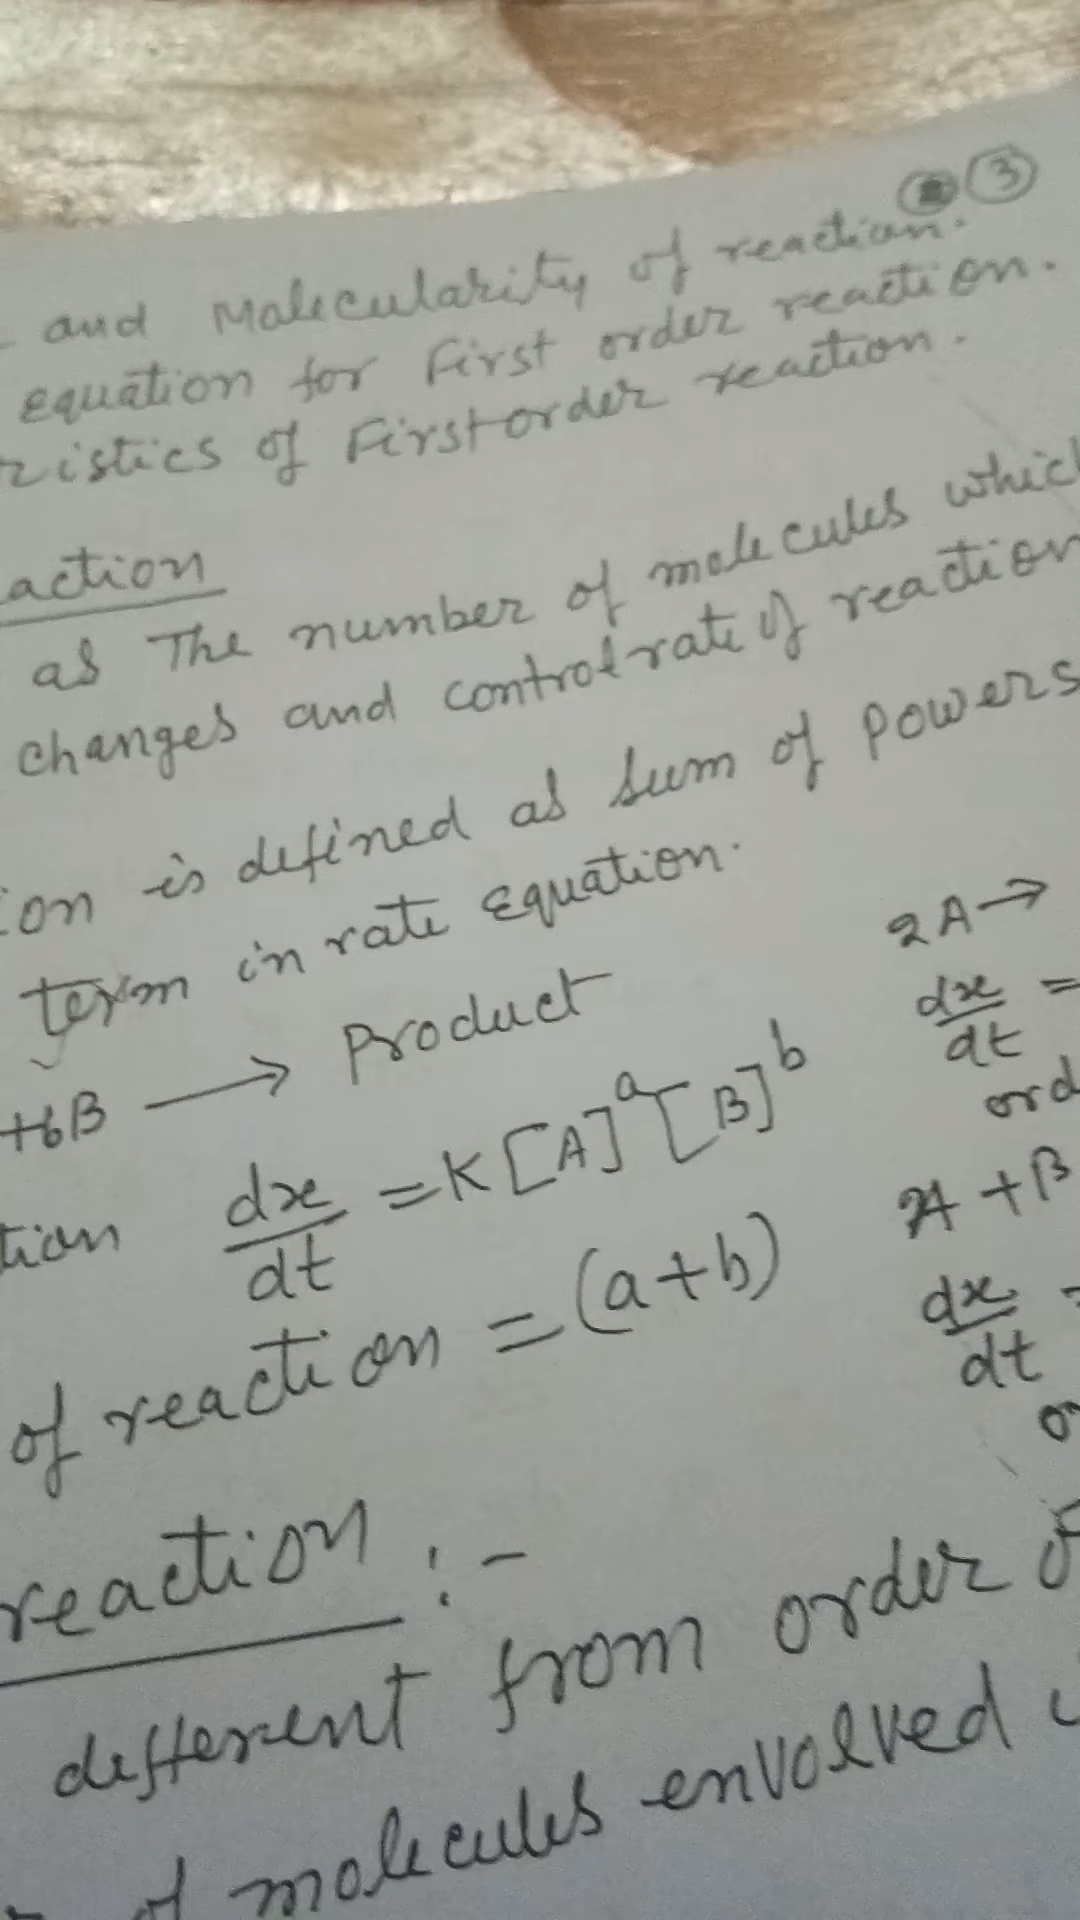 3
and Molecularity of reaction.
equation for First order reaction.
ristics of First order reaction.
action
as The number of molecules which
changes and control rate of reaction
ion is defined as sum of powers
term in rate equation.
+bB → Product
tion dx/dt = K[A]^a [B]^b
of reaction = (a+b)
2A →
dx/dt =
ord
A + B
dx/dt =
or
reaction :-
different from order of
of molecules envolved i